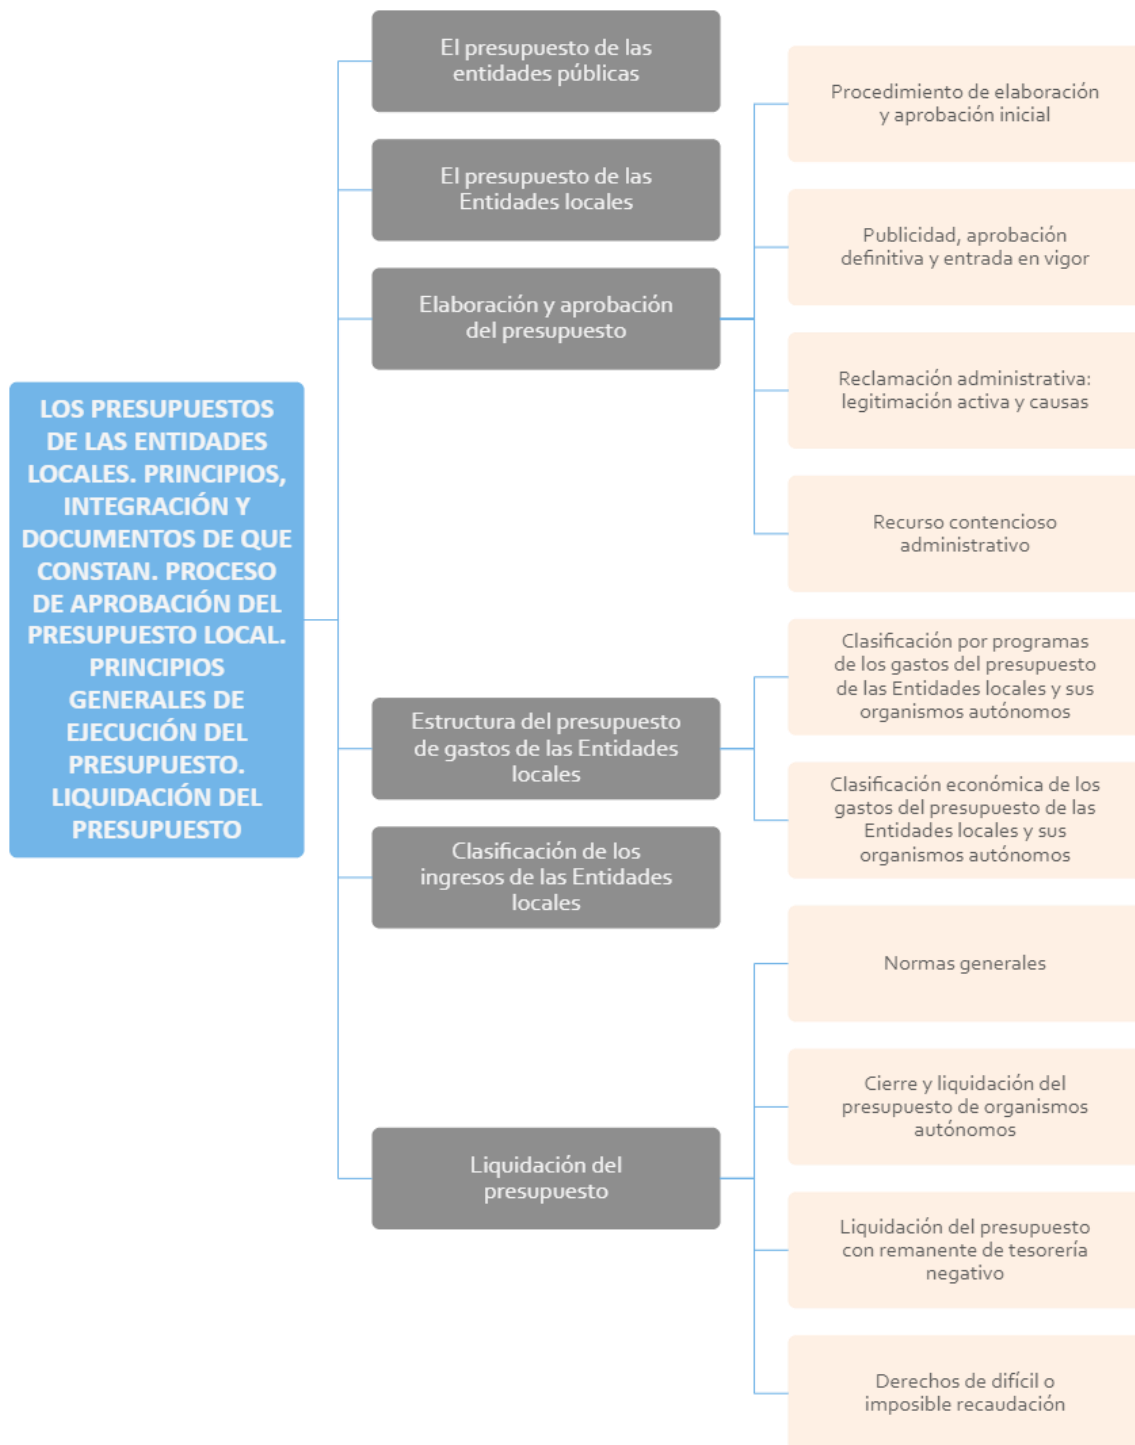 LOS PRESUPUESTOS
DE LAS ENTIDADES
LOCALES. PRINCIPIOS,
INTEGRACIÓN Y
DOCUMENTOS DE QUE
CONSTAN. PROCESO
DE APROBACIÓN DEL
PRESUPUESTO LOCAL.
PRINCIPIOS
GENERALES DE
EJECUCIÓN DEL
PRESUPUESTO.
LIQUIDACIÓN DEL
PRESUPUESTO
El presupuesto de las
entidades públicas
El presupuesto de las
Entidades locales
Elaboración y aprobación
del presupuesto
Procedimiento de elaboración
y aprobación inicial
Publicidad, aprobación
definitiva y entrada en vigor
Reclamación administrativa:
legitimación activa y causas
Recurso contencioso
administrativo
Estructura del presupuesto
de gastos de las Entidades
locales
Clasificación por programas
de los gastos del presupuesto
de las Entidades locales y sus
organismos autónomos
Clasificación económica de los
gastos del presupuesto de las
Entidades locales y sus
organismos autónomos
Clasificación de los
ingresos de las Entidades
locales
Liquidación del
presupuesto
Normas generales
Cierre y liquidación del
presupuesto de organismos
autónomos
Liquidación del presupuesto
con remanente de tesorería
negativo
Derechos de difícil o
imposible recaudación